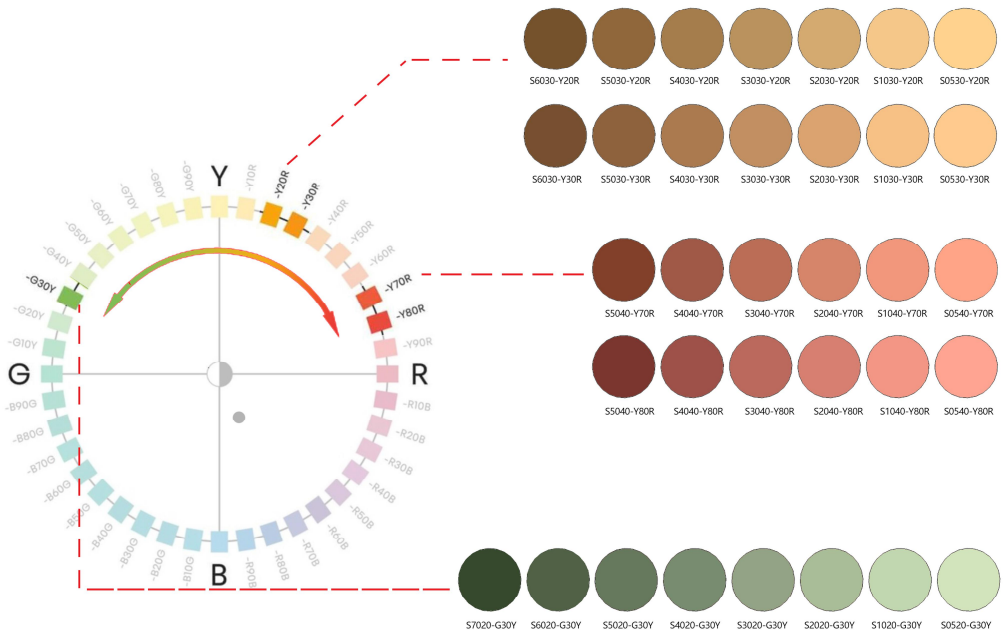 S6030-Y20R S5030-Y20R S4030-Y20R S3030-Y20R S2030-Y20R S1030-Y20R S0530-Y20R
S6030-Y30R S5030-Y30R S4030-Y30R S3030-Y30R S2030-Y30R S1030-Y30R S0530-Y30R
S5040-Y70R S4040-Y70R S3040-Y70R S2040-Y70R S1040-Y70R S0540-Y70R
S5040-Y80R S4040-Y80R S3040-Y80R S2040-Y80R S1040-Y80R S0540-Y80R
S7020-G30Y S6020-G30Y S5020-G30Y S4020-G30Y S3020-G30Y S2020-G30Y S1020-G30Y S0520-G30Y
Y
-Y10R
-Y20R
-Y30R
-Y40R
-Y50R
-Y60R
-Y70R
-Y80R
-Y90R
R
-R10B
-R20B
-R30B
-R40B
-R50B
-R60B
-R70B
-R80B
-R90B
B
-B10G
-B20G
-B30G
-B40G
-B50G
-B60G
-B70G
-B80G
-B90G
G
-G10Y
-G20Y
-G30Y
-G40Y
-G50Y
-G60Y
-G70Y
-G80Y
-G90Y